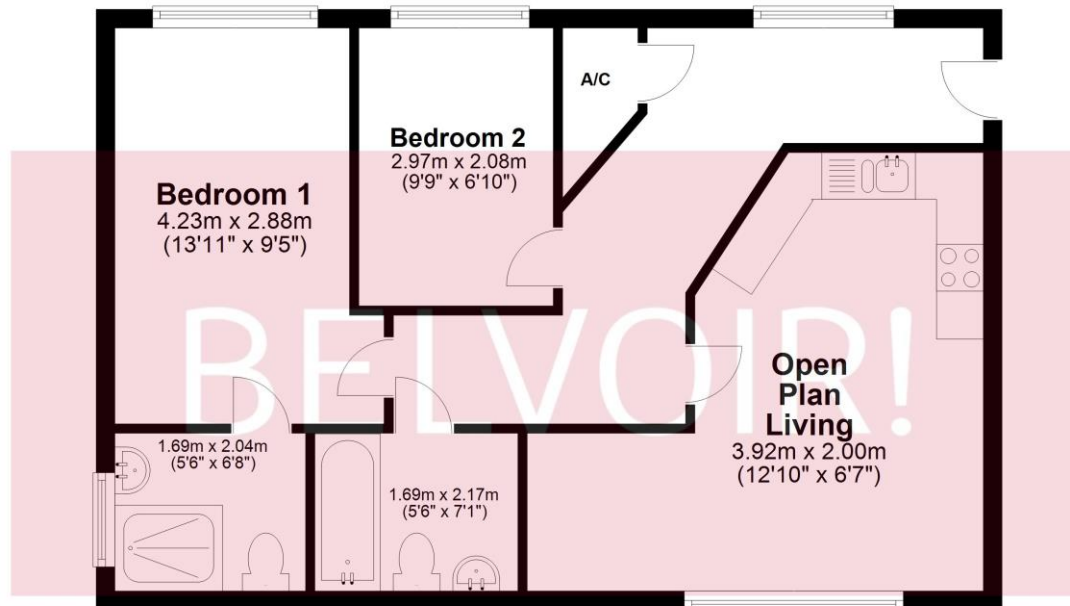 A/C
Bedroom 2
2.97m x 2.08m
(9'9" x 6'10")
Bedroom 1
4.23m x 2.88m
(13'11" x 9'5")
BELVOIR!
Open
Plan
Living
3.92m x 2.00m
(12'10" x 6'7")
1.69m x 2.04m
(5'6" x 6'8")
1.69m x 2.17m
(5'6" x 7'1")